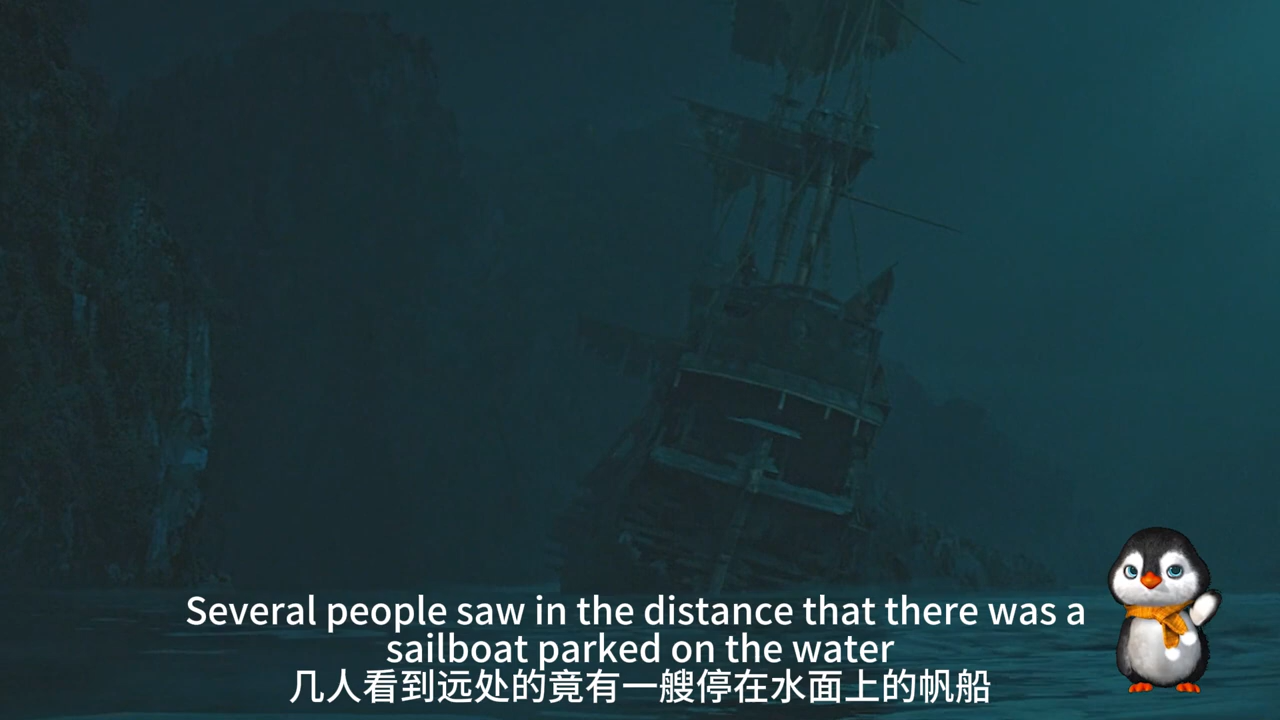 Several people saw in the distance that there was a
sailboat parked on the water
几人看到远处的竟有一艘停在水面上的帆船